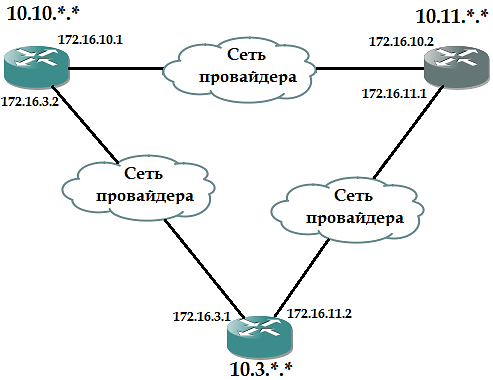 10.10.*.*
10.11.*.*
172.16.10.1
172.16.10.2
Сеть
провайдера
172.16.3.2
172.16.11.1
Сеть
провайдера
Сеть
провайдера
172.16.3.1
172.16.11.2
10.3.*.*